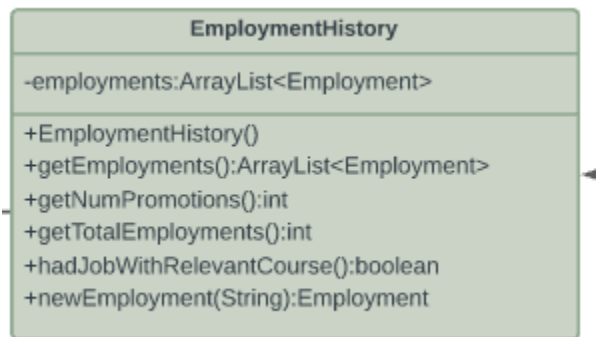 EmploymentHistory
-employments:ArrayList<Employment>
+EmploymentHistory()
+getEmployments():ArrayList<Employment>
+getNumPromotions():int
+getTotalEmployments():int
+hadJobWithRelevantCourse():boolean
+newEmployment(String):Employment